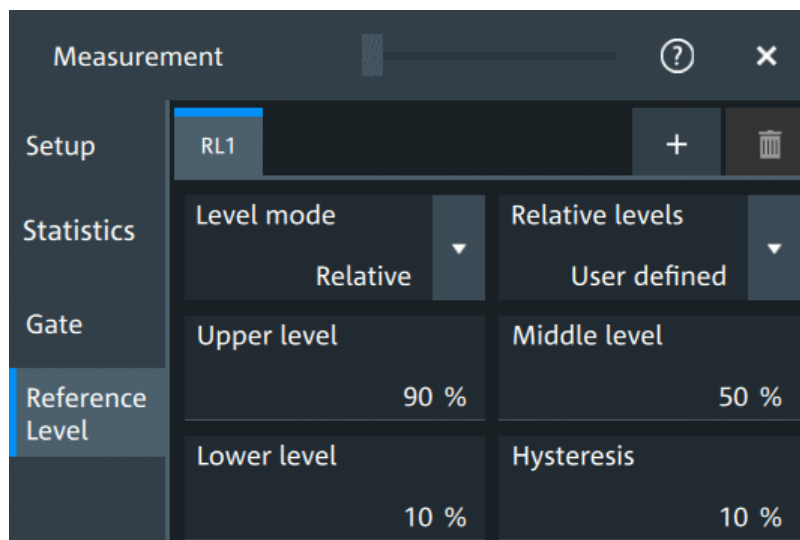 Measurement
?
×
Setup
Statistics
Gate
Reference
Level
RL1
+
Level mode
Relative
Relative levels
User defined
Upper level
90 %
Middle level
50 %
Lower level
10 %
Hysteresis
10 %